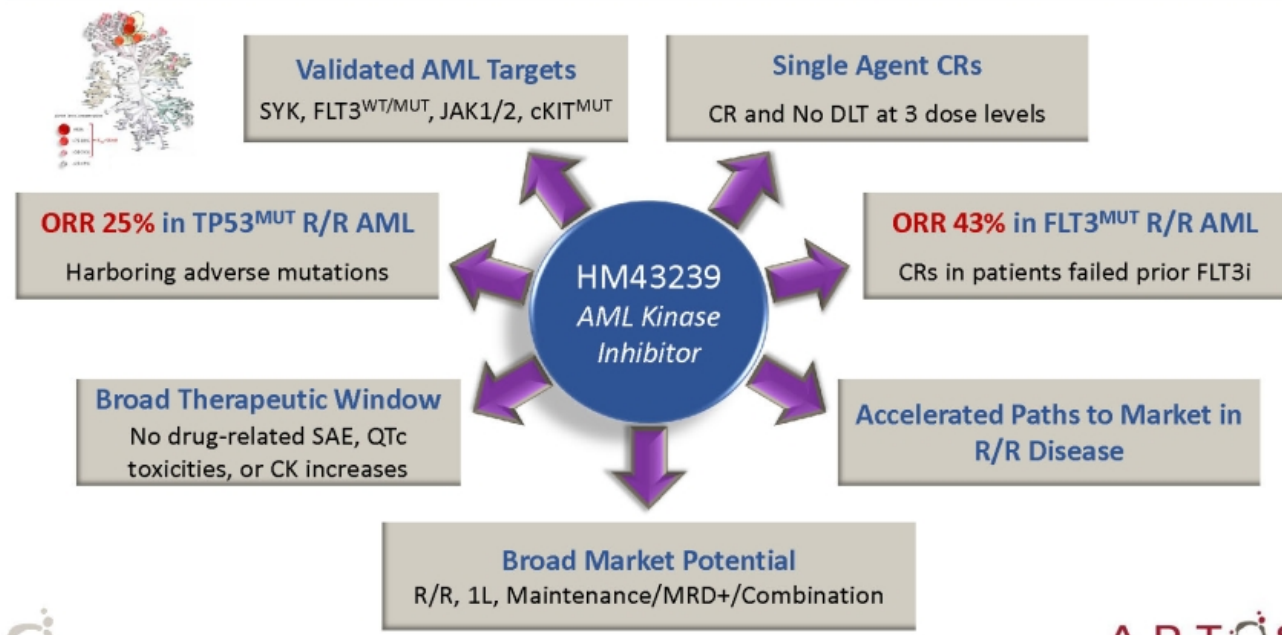 Validated AML Targets
SYK, FLT3WT/MUT, JAK1/2, cKITMUT
Single Agent CRs
CR and No DLT at 3 dose levels
ORR 25% in TP53MUT R/R AML
Harboring adverse mutations
ORR 43% in FLT3MUT R/R AML
CRs in patients failed prior FLT3i
HM43239
AML Kinase
Inhibitor
Broad Therapeutic Window
No drug-related SAE, QTc
toxicities, or CK increases
Accelerated Paths to Market in
R/R Disease
Broad Market Potential
R/R, 1L, Maintenance/MRD+/Combination